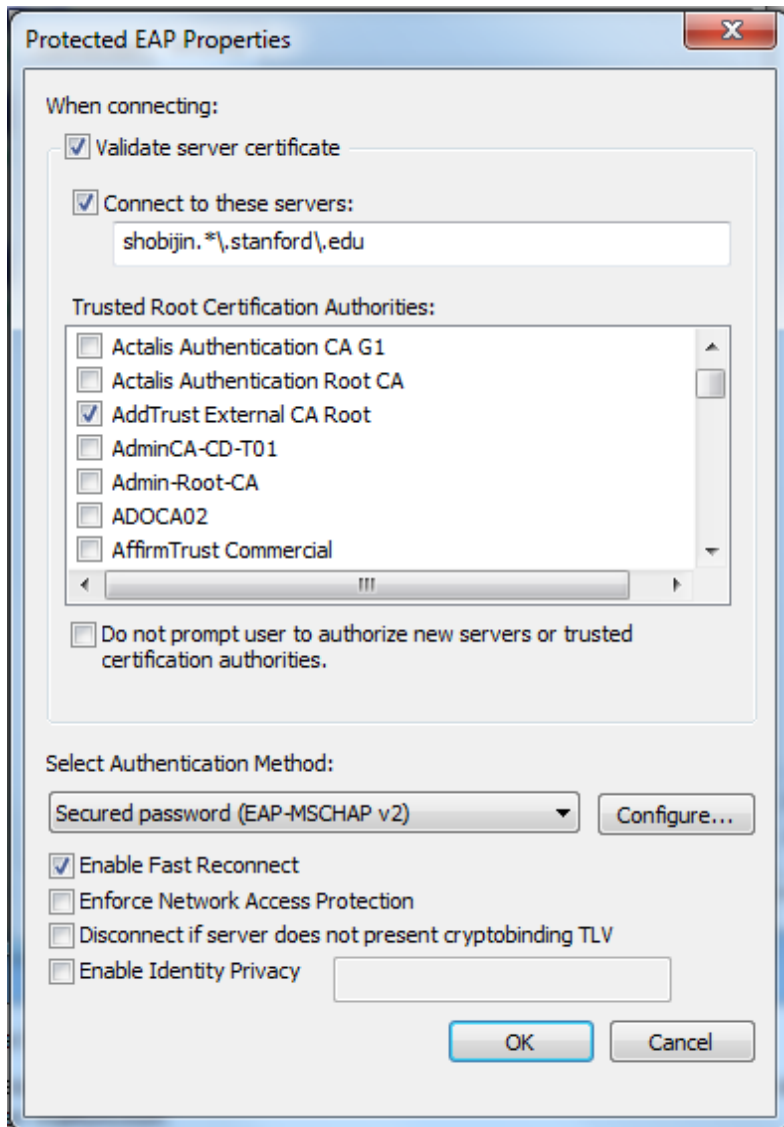 Protected EAP Properties
When connecting:
Validate server certificate
Connect to these servers:
shobijin.*\.stanford\.edu
Trusted Root Certification Authorities:
Actalis Authentication CA G1
Actalis Authentication Root CA
AddTrust External CA Root
AdminCA-CD-T01
Admin-Root-CA
ADOCA02
AffirmTrust Commercial
Do not prompt user to authorize new servers or trusted
certification authorities.
Select Authentication Method:
Secured password (EAP-MSCHAP v2)
Configure...
Enable Fast Reconnect
Enforce Network Access Protection
Disconnect if server does not present cryptobinding TLV
Enable Identity Privacy
OK
Cancel